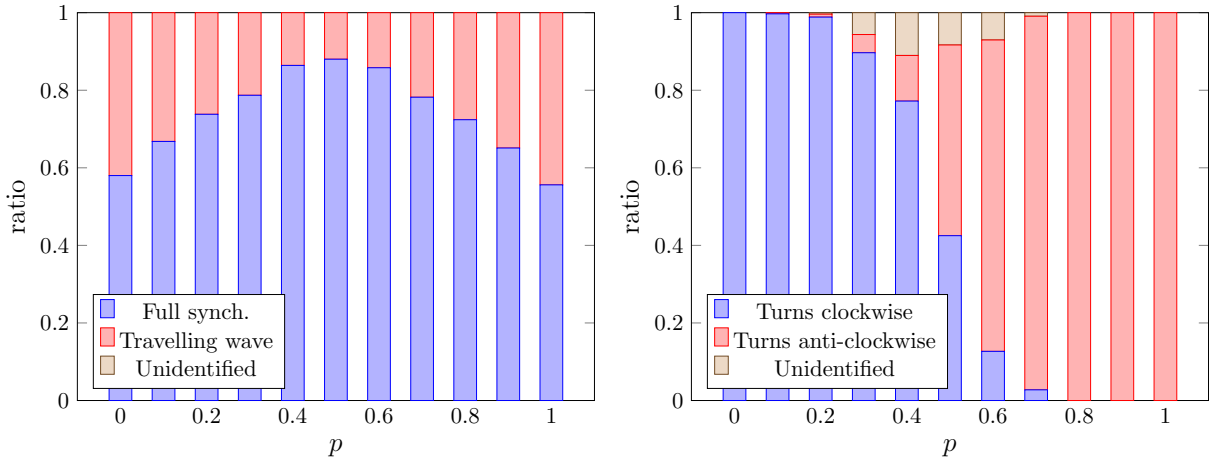 1
0.8
0.6
0.4
0.2
0
ratio
Full synch.
Travelling wave
Unidentified
0 0.2 0.4 0.6 0.8 1
p
1
0.8
0.6
0.4
0.2
0
ratio
Turns clockwise
Turns anti-clockwise
Unidentified
0 0.2 0.4 0.6 0.8 1
p